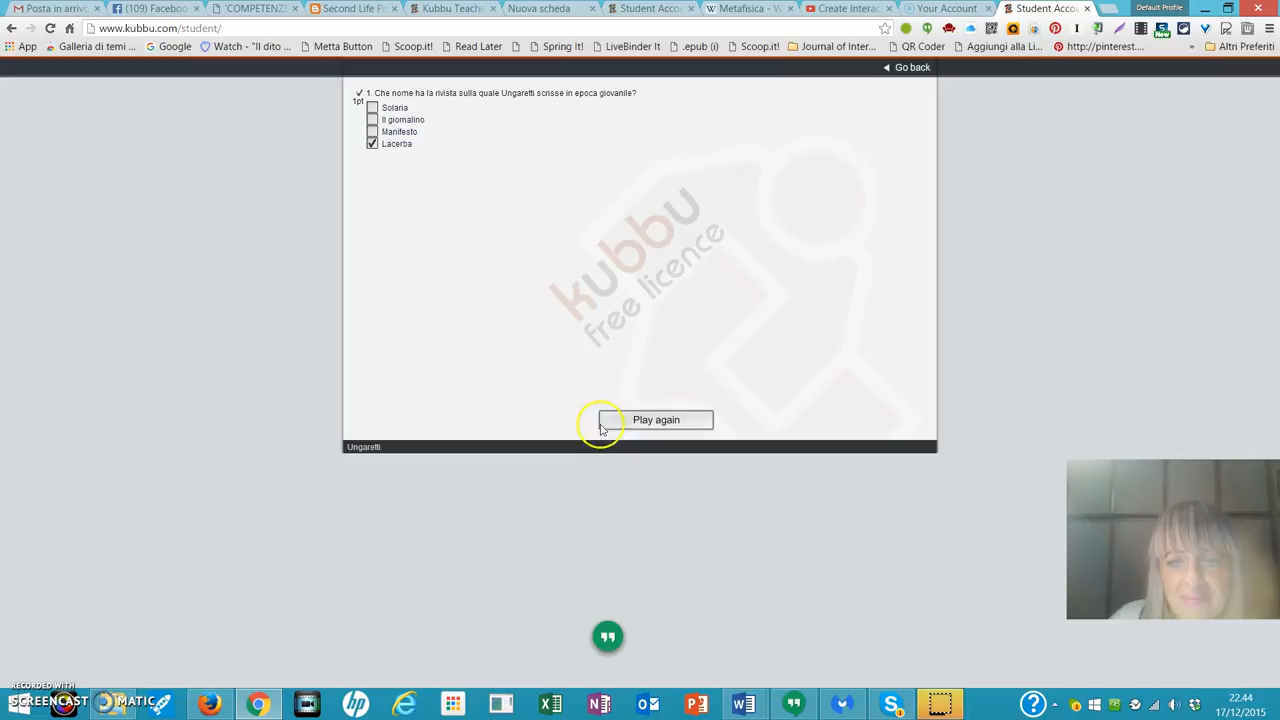 Posta in arrivo
(109) Faceboo
'COMPETENZ
Second Life P
Kubbu Teach
Nuova scheda
Student Acco
Metafisica - W
Create Interac
Your Account
Student Acco
Default Profile
www.kubbu.com/student/
App
Galleria di temi ...
Google
Watch - "Il dito ...
Metta Button
Scoop.it!
Read Later
Spring It!
LiveBinder It
.epub (i)
Scoop.it!
Journal of Inter...
QR Coder
Aggiungi alla Li...
http://pinterest....
»
Altri Preferiti
Go back
1. Che nome ha la rivista sulla quale Ungaretti scrisse in epoca giovanile?
1pt
Solaria
Il giornalino
Manifesto
Lacerba
kubbu
free licence
Play again
Ungaretti
RECORDED WITH
SCREENCAST MATIC
22.44
17/12/2015